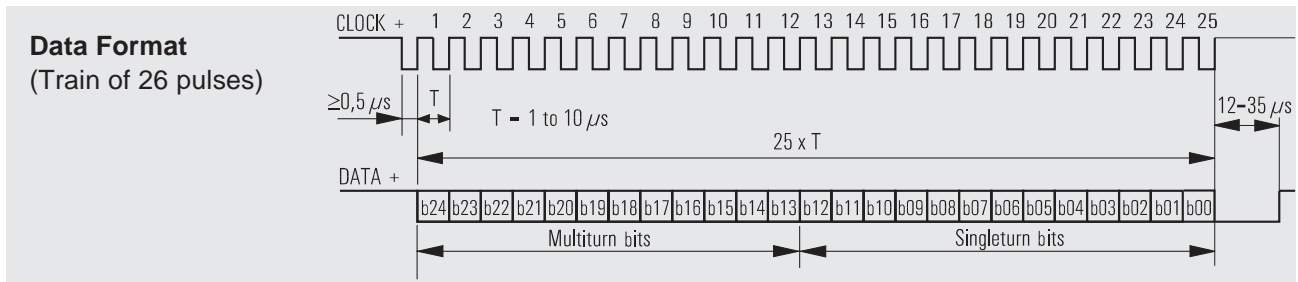 CLOCK + 1 2 3 4 5 6 7 8 9 10 11 12 13 14 15 16 17 18 19 20 21 22 23 24 25
Data Format
(Train of 26 pulses)
≥0,5 µs T T = 1 to 10 µs 12-35 µs
25 x T
DATA +
b24 b23 b22 b21 b20 b19 b18 b17 b16 b15 b14 b13 b12 b11 b10 b09 b08 b07 b06 b05 b04 b03 b02 b01 b00
Multiturn bits Singleturn bits